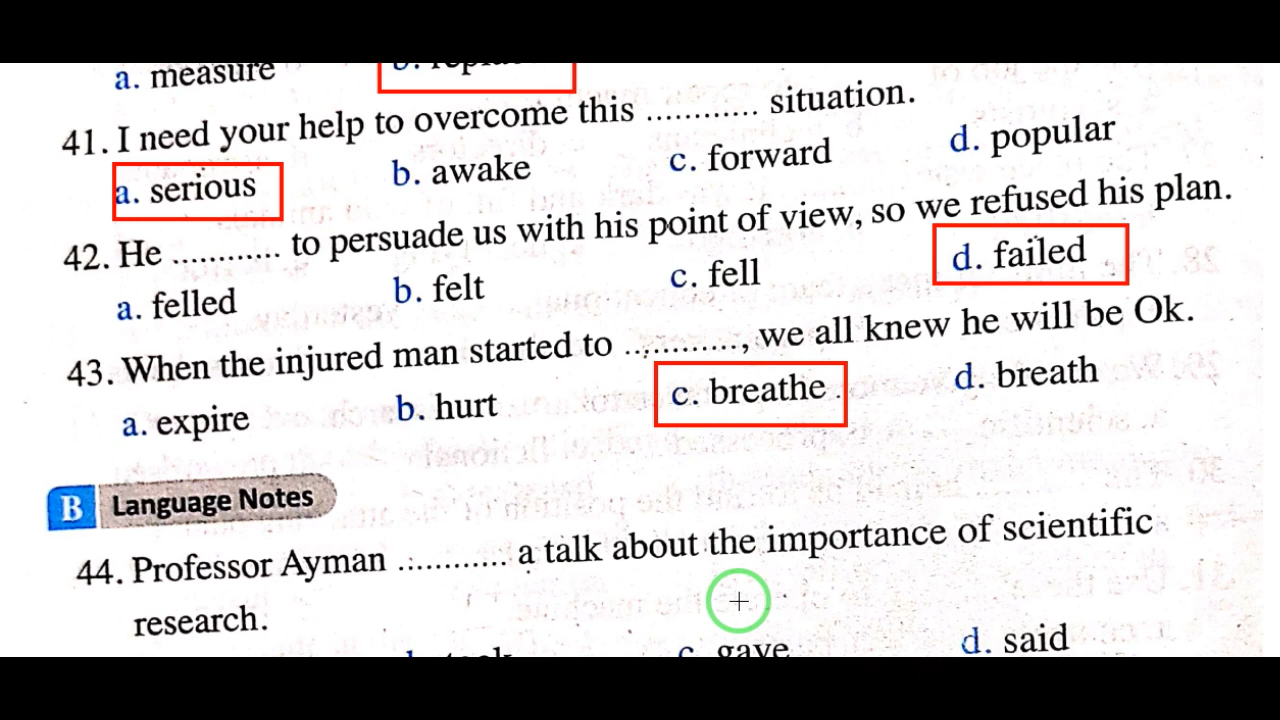 a. measure b.
41. I need your help to overcome this ............ situation.
a. serious b. awake c. forward d. popular
42. He ............ to persuade us with his point of view, so we refused his plan.
a. felled b. felt c. fell d. failed
43. When the injured man started to ............, we all knew he will be Ok.
a. expire b. hurt c. breathe d. breath
B Language Notes
44. Professor Ayman ............ a talk about the importance of scientific
research.
c. gave d. said